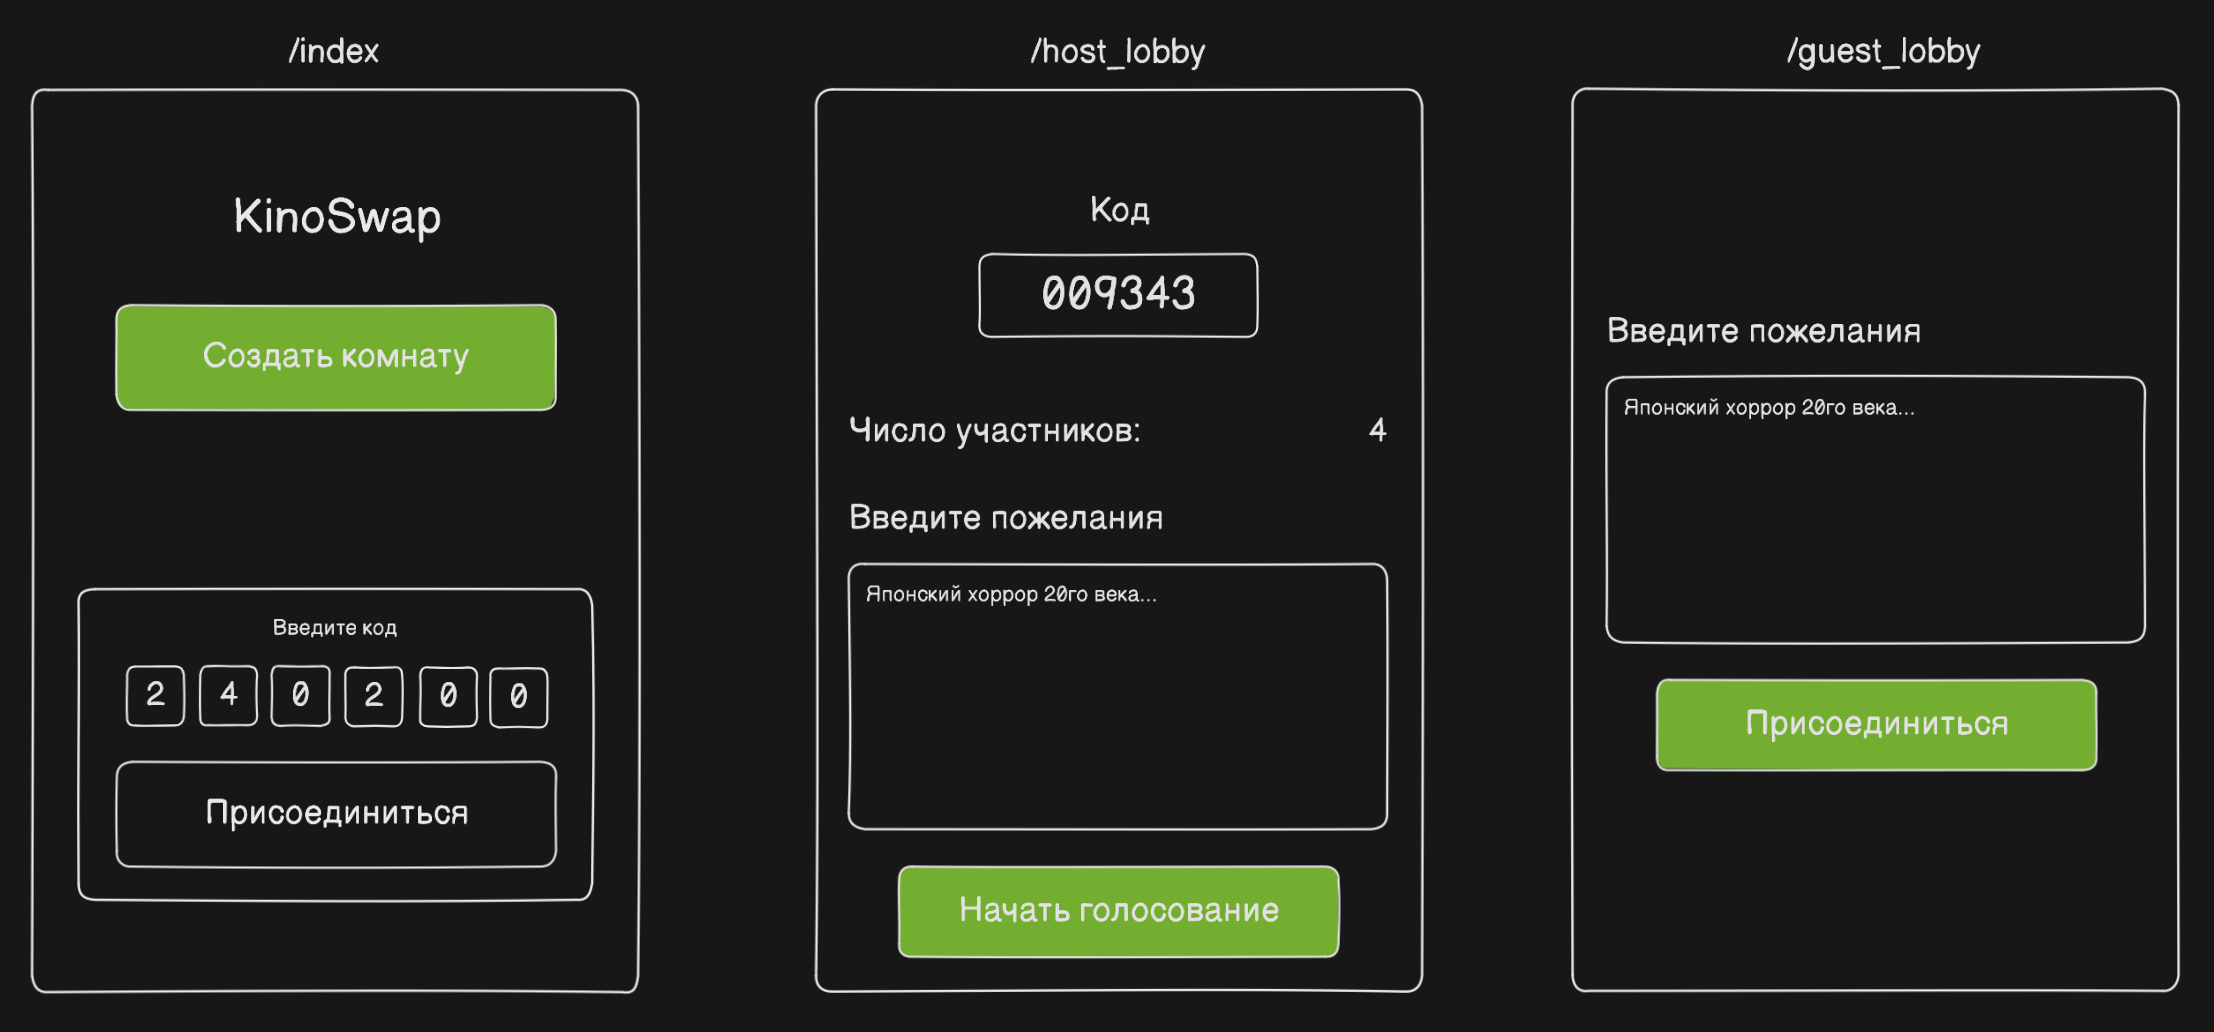 /index
KinoSwap
Создать комнату
Введите код
2 4 0 2 0 0
Присоединиться
/host_lobby
Код
009343
Число участников: 4
Введите пожелания
Японский хоррор 20го века...
Начать голосование
/guest_lobby
Введите пожелания
Японский хоррор 20го века...
Присоединиться